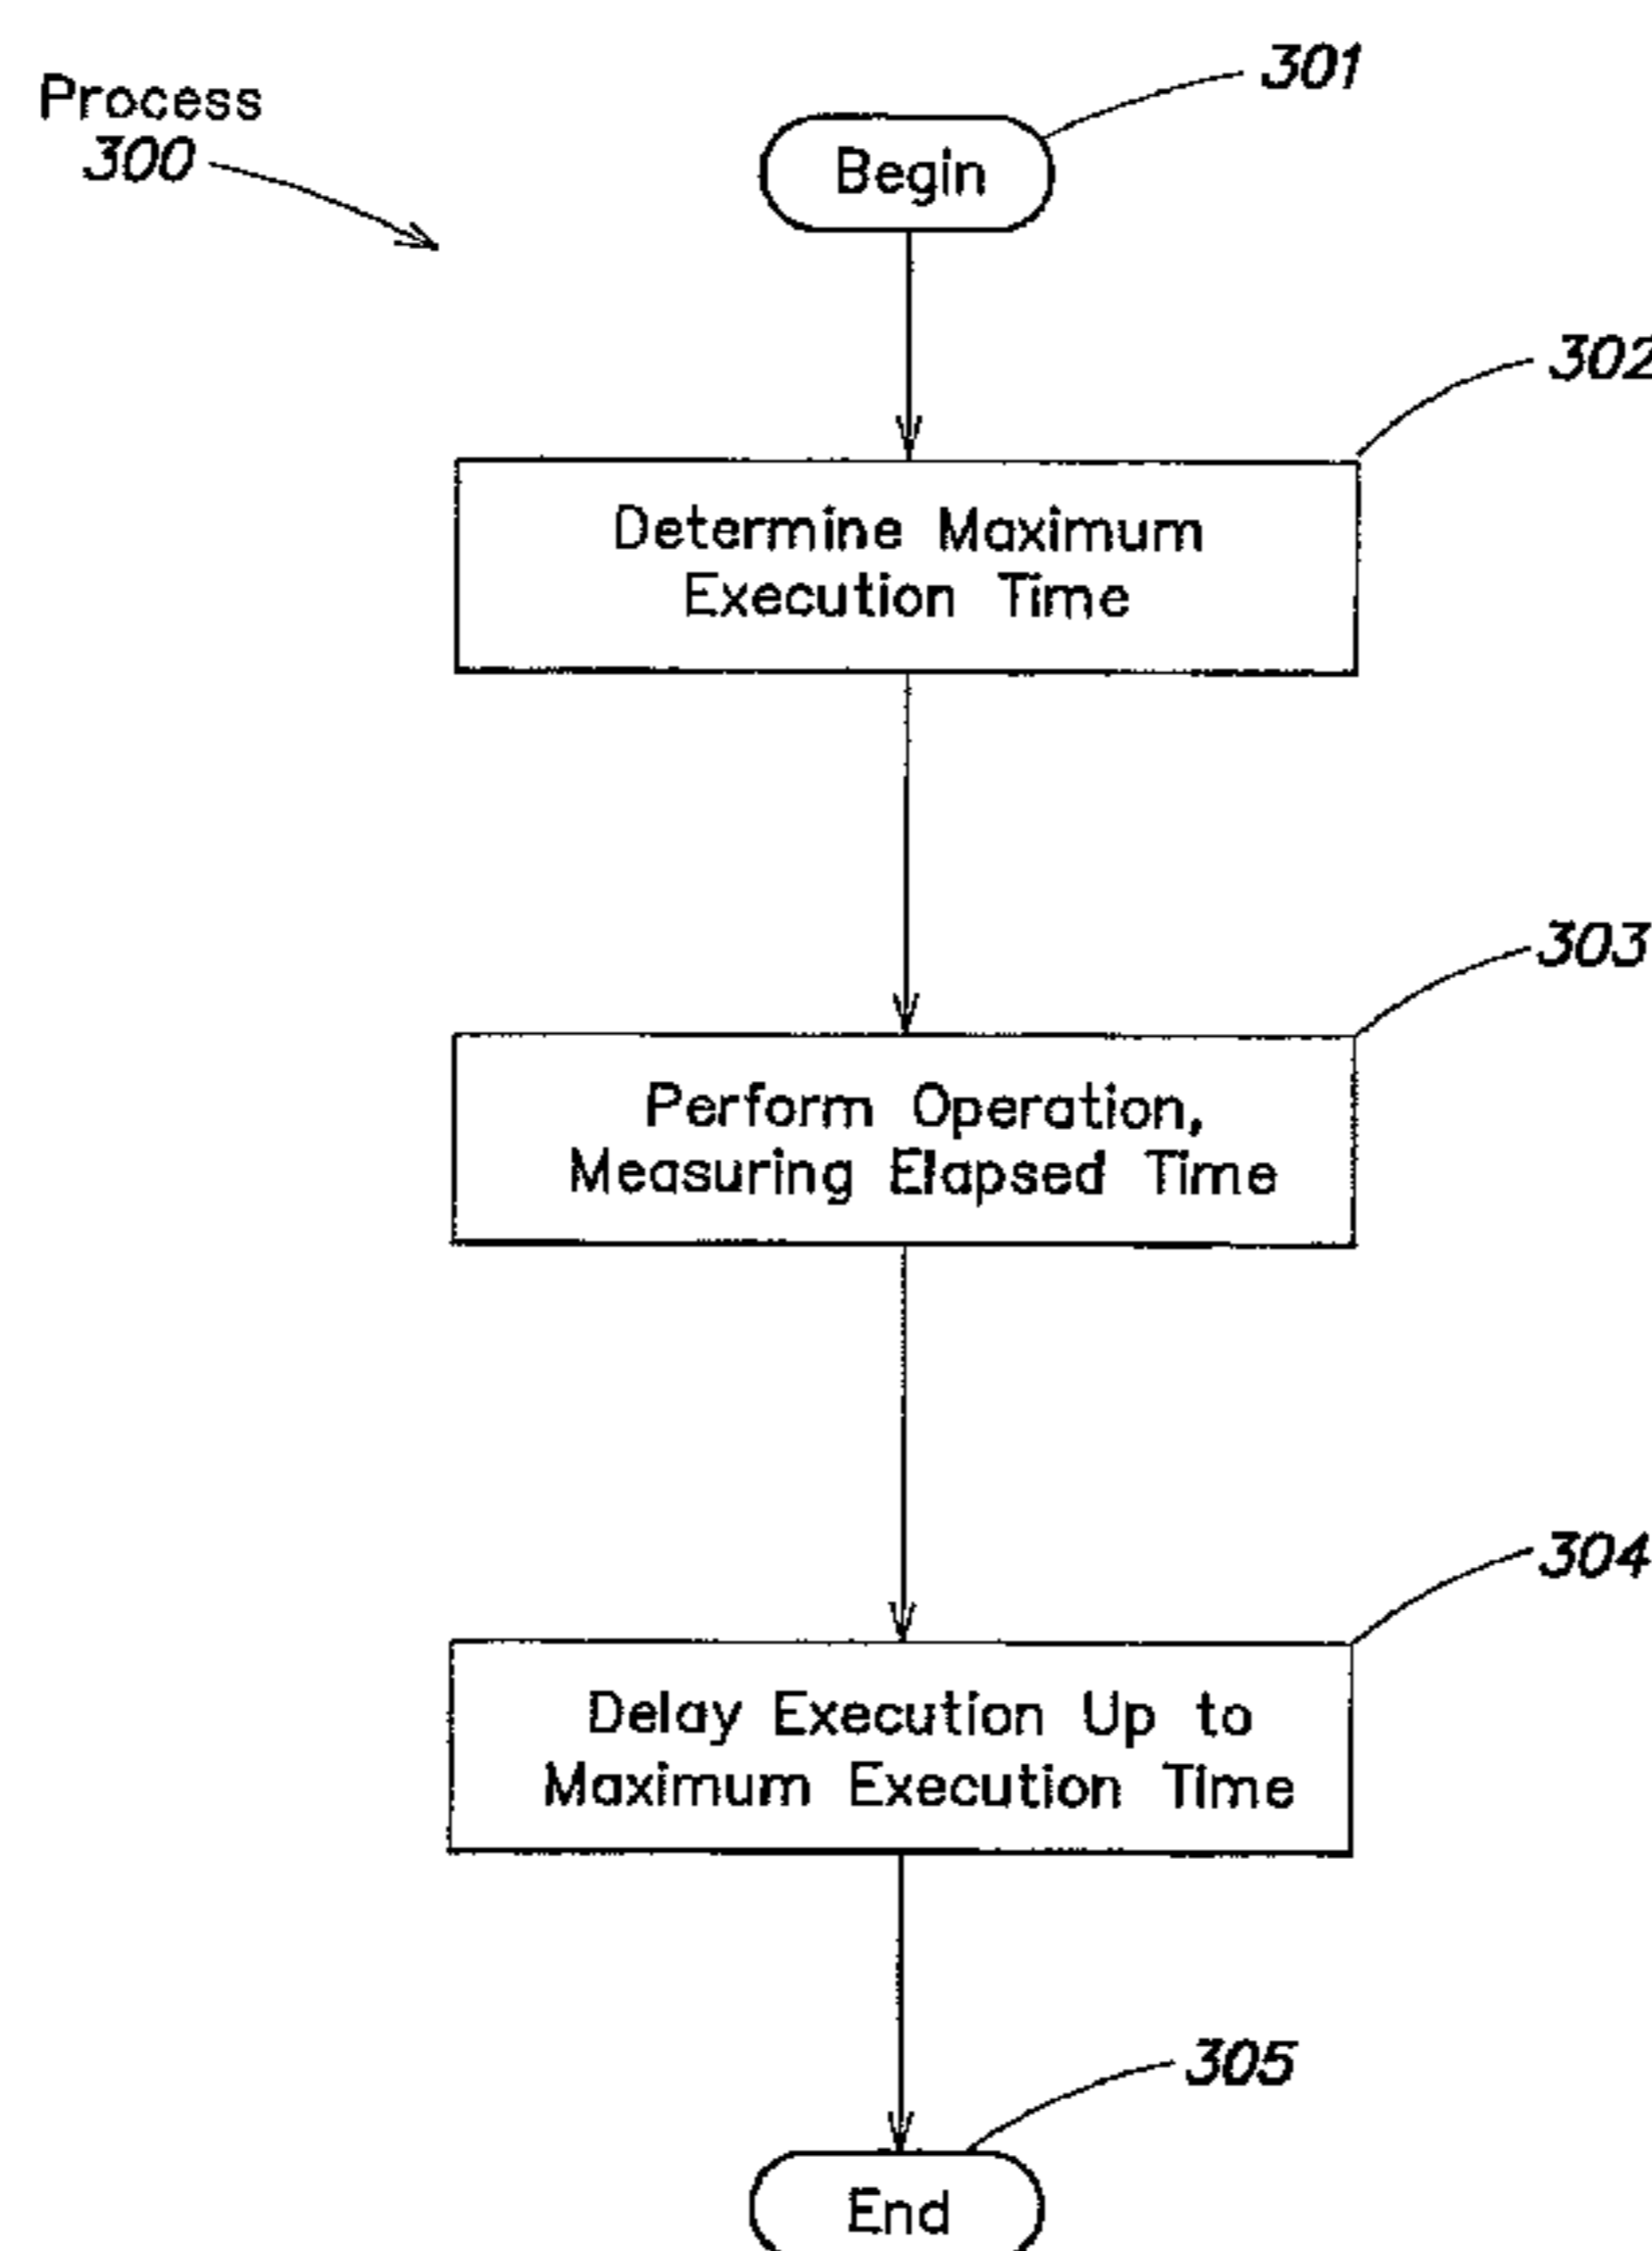 Process
300
301
Begin
302
Determine Maximum
Execution Time
303
Perform Operation,
Measuring Elapsed Time
304
Delay Execution Up to
Maximum Execution Time
305
End